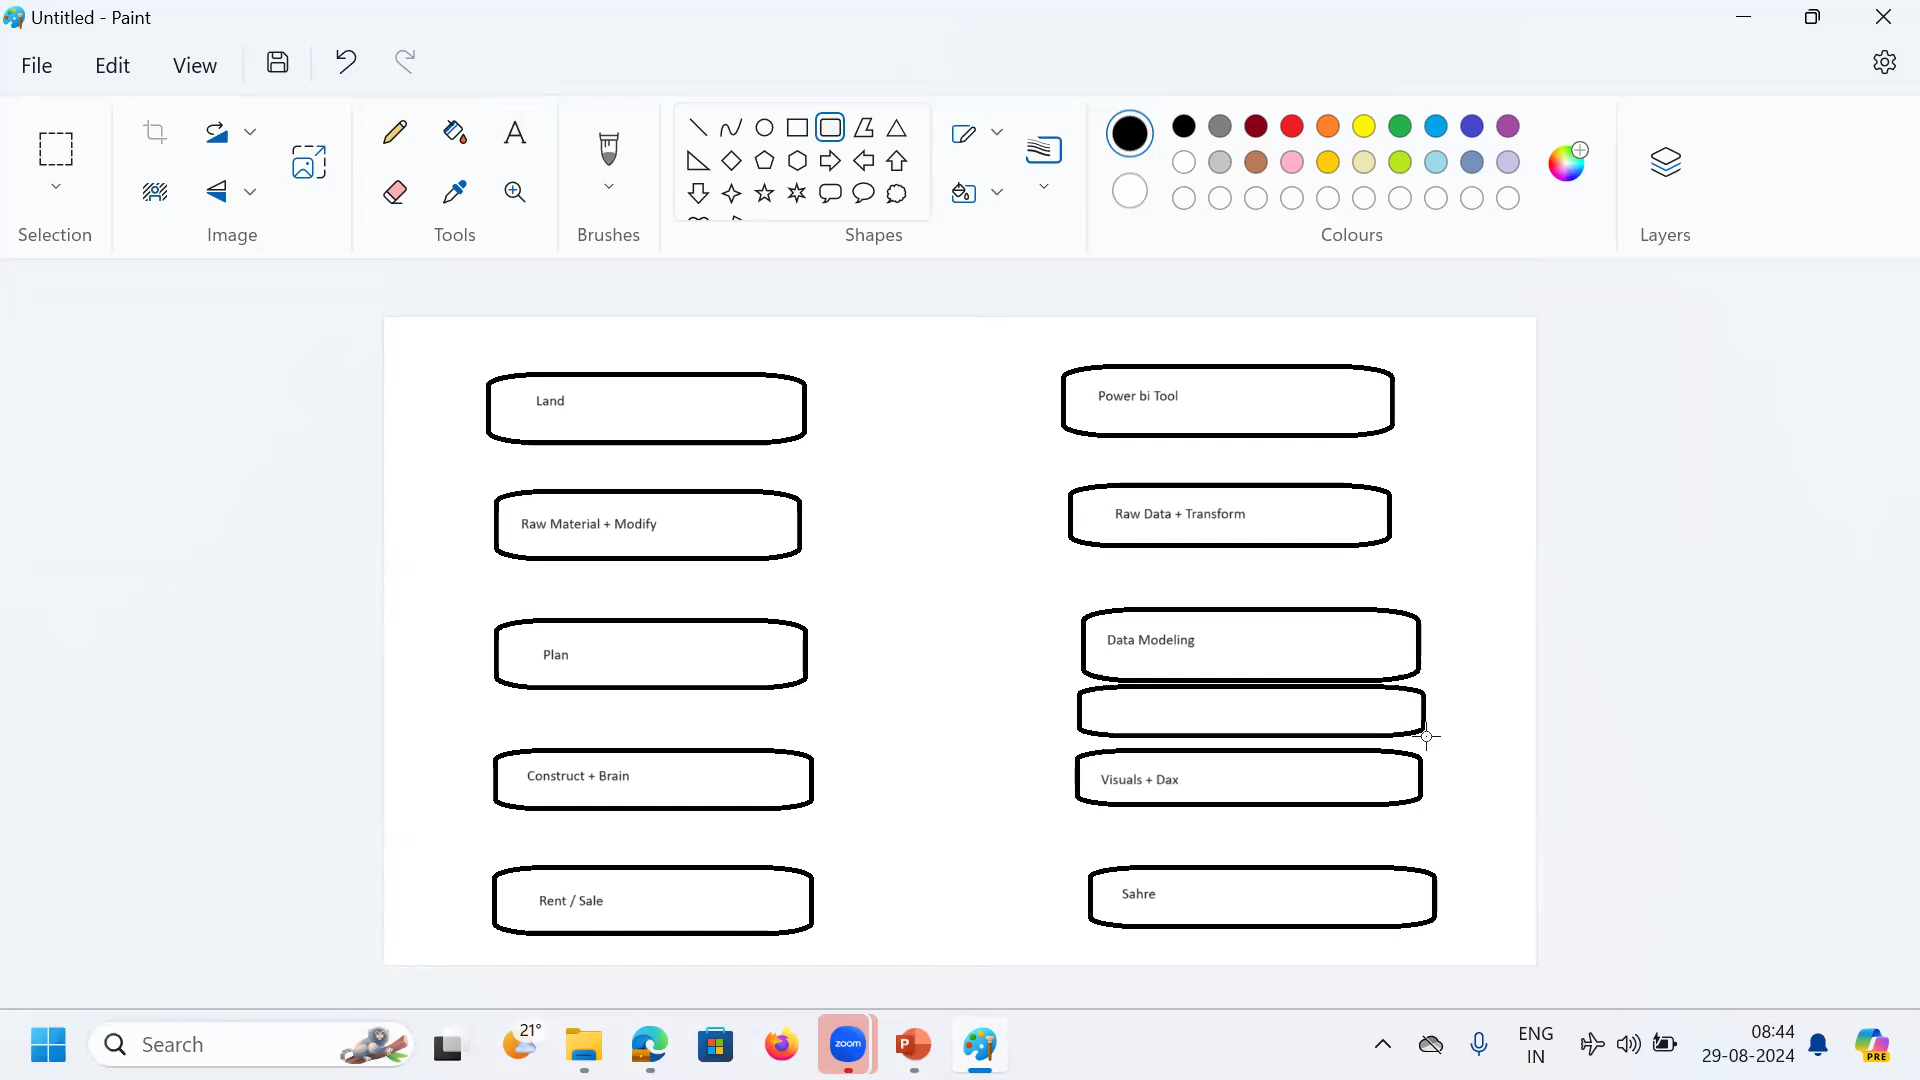 Untitled - Paint
File Edit View
Selection Image Tools Brushes Shapes Colours Layers
Land Power bi Tool
Raw Material + Modify Raw Data + Transform
Plan Data Modeling
Construct + Brain Visuals + Dax
Rent / Sale Sahre
Search 21° zoom ENG 08:44
IN 29-08-2024 PRE